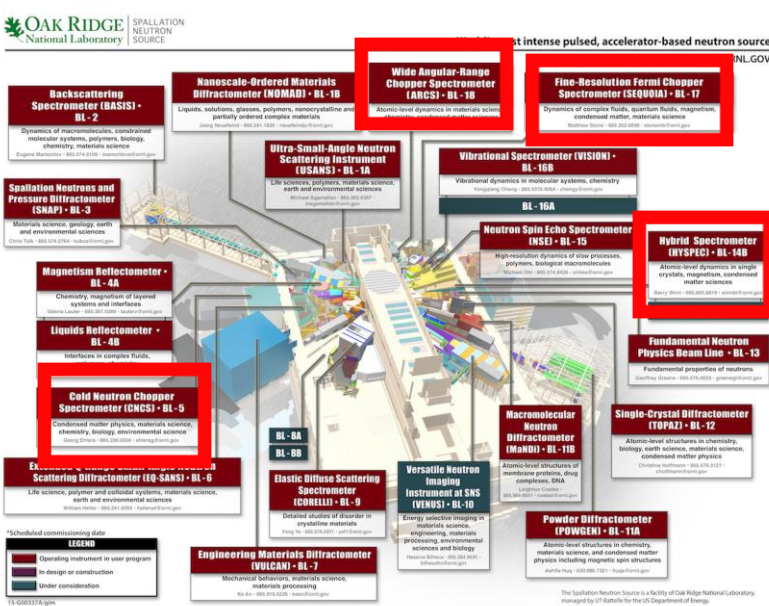 OAK RIDGE
National Laboratory
SPALLATION
NEUTRON
SOURCE
st intense pulsed, accelerator-based neutron source
RNL.GOV
Backscattering
Spectrometer (BASIS) •
BL - 2
Dynamics of macromolecules, constrained
molecular systems, polymers, biology,
chemistry, materials science
Nanoscale-Ordered Materials
Diffractometer (NOMAD) • BL - 1B
Liquids, solutions, glasses, polymers, nanocrystalline and
partially ordered complex materials
Wide Angular-Range
Chopper Spectrometer
(ARCS) • BL - 18
Atomic-level dynamics in materials science,
chemistry, condensed matter sciences
Fine-Resolution Fermi Chopper
Spectrometer (SEQUOIA) • BL - 17
Dynamics of complex fluids, quantum fluids, magnetism,
condensed matter, materials science
Ultra-Small-Angle Neutron
Scattering Instrument
(USANS) • BL - 1A
Life sciences, polymers, materials science,
earth and environmental sciences
Vibrational Spectrometer (VISION) •
BL - 16B
Vibrational dynamics in molecular systems, chemistry
BL - 16A
Spallation Neutrons and
Pressure Diffractometer
(SNAP) • BL - 3
Materials science, geology, earth
and environmental sciences
Neutron Spin Echo Spectrometer
(NSE) • BL - 15
High-resolution dynamics of slow processes,
polymers, biological macromolecules
Hybrid Spectrometer
(HYSPEC) • BL - 14B
Atomic-level dynamics in single
crystals, magnetism, condensed
matter sciences
Magnetism Reflectometer •
BL - 4A
Chemistry, magnetism of layered
systems and interfaces
Liquids Reflectometer •
BL - 4B
Interfaces in complex fluids,
Fundamental Neutron
Physics Beam Line • BL - 13
Fundamental properties of neutrons
Cold Neutron Chopper
Spectrometer (CNCS) • BL - 5
Condensed matter physics, materials science,
chemistry, biology, environmental science
Scattering Diffractometer (EQ-SANS) • BL - 6
Life science, polymer and colloidal systems, materials science,
earth and environmental sciences
BL - 8A
BL - 8B
Elastic Diffuse Scattering
Spectrometer
(CORELLI) • BL - 9
Detailed studies of disorder in
crystalline materials
Versatile Neutron
Imaging
Instrument at SNS
(VENUS) • BL - 10
Energy selective imaging in
materials science,
engineering, materials
processing, environmental
sciences and biology
Macromolecular
Neutron
Diffractometer
(MaNDi) • BL - 11B
Atomic-level structures of
membrane proteins, drug
complexes, DNA
Single-Crystal Diffractometer
(TOPAZ) • BL - 12
Atomic-level structures in chemistry,
biology, earth science, materials science,
condensed matter physics
Powder Diffractometer
(POWGEN) • BL - 11A
Atomic-level structures in chemistry,
materials science, and condensed matter
physics including magnetic spin structures
Engineering Materials Diffractometer
(VULCAN) • BL - 7
Mechanical behaviors, materials science,
materials processing
*Scheduled commissioning date
LEGEND
Operating instrument in user program
In design or construction
Under consideration
The Spallation Neutron Source is a facility of Oak Ridge National Laboratory,
managed by UT-Battelle for the US Department of Energy.